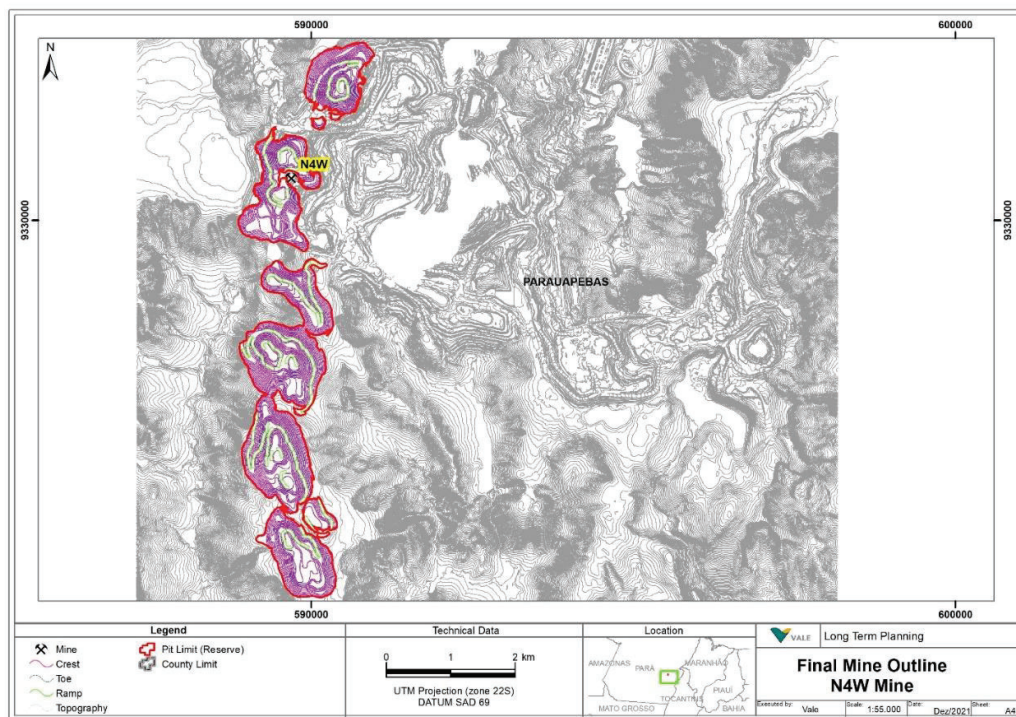 590000
600000
N
N4W
9330000
9330000
PARAUAPEBAS
590000
600000
Legend
Mine
Crest
Toe
Ramp
Topography
Pit Limit (Reserve)
County Limit
Technical Data
0 1 2 km
UTM Projection (zone 22S)
DATUM SAD 69
Location
AMAZONAS
PARÁ
MARANHÃO
TOCANTINS
PIAUÍ
MATO GROSSO
BAHIA
VALE
Long Term Planning
Final Mine Outline
N4W Mine
Executed by: Vale
Scale: 1:55.000
Date: Dez/2021
Sheet: A4